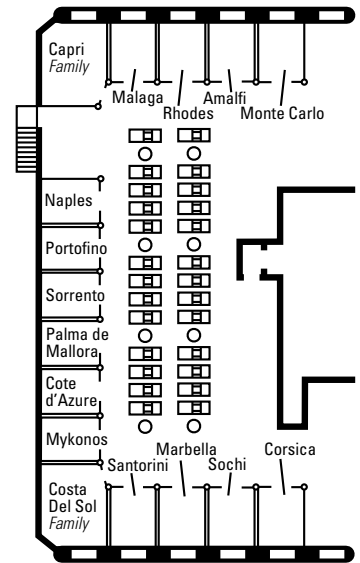 Capri
Family
Malaga
Rhodes
Amalfi
Monte Carlo
Naples
Portofino
Sorrento
Palma de
Mallora
Cote
d'Azure
Mykonos
Costa
Del Sol
Family
Santorini
Marbella
Sochi
Corsica